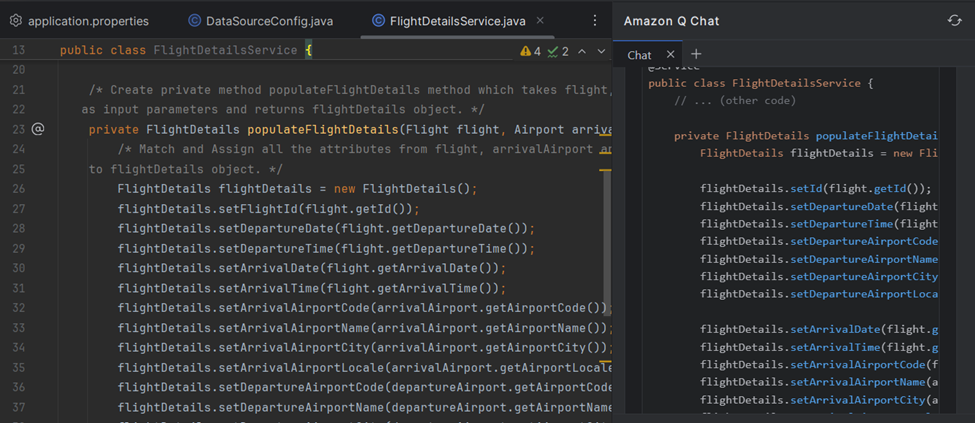 application.properties
DataSourceConfig.java
FlightDetailsService.java
13 public class FlightDetailsService {
4 2
20
21 /* Create private method populateFlightDetails method which takes flight,
22 as input parameters and returns flightDetails object. */
23 private FlightDetails populateFlightDetails(Flight flight, Airport arriva
24 /* Match and Assign all the attributes from flight, arrivalAirport an
25 to flightDetails object. */
26 FlightDetails flightDetails = new FlightDetails();
27 flightDetails.setFlightId(flight.getId());
28 flightDetails.setDepartureDate(flight.getDepartureDate());
29 flightDetails.setDepartureTime(flight.getDepartureTime());
30 flightDetails.setArrivalDate(flight.getArrivalDate());
31 flightDetails.setArrivalTime(flight.getArrivalTime());
32 flightDetails.setArrivalAirportCode(arrivalAirport.getAirportCode());
33 flightDetails.setArrivalAirportName(arrivalAirport.getAirportName());
34 flightDetails.setArrivalAirportCity(arrivalAirport.getAirportCity());
35 flightDetails.setArrivalAirportLocale(arrivalAirport.getAirportLocale
36 flightDetails.setDepartureAirportCode(departureAirport.getAirportCode
37 flightDetails.setDepartureAirportName(departureAirport.getAirportName
Amazon Q Chat
Chat
@Service
public class FlightDetailsService {
// ... (other code)
private FlightDetails populateFlightDetai
FlightDetails flightDetails = new Fli
flightDetails.setId(flight.getId());
flightDetails.setDepartureDate(flight
flightDetails.setDepartureTime(flight
flightDetails.setDepartureAirportCode
flightDetails.setDepartureAirportName
flightDetails.setDepartureAirportCity
flightDetails.setDepartureAirportLoca
flightDetails.setArrivalDate(flight.g
flightDetails.setArrivalTime(flight.g
flightDetails.setArrivalAirportCode(f
flightDetails.setArrivalAirportName(a
flightDetails.setArrivalAirportCity(a